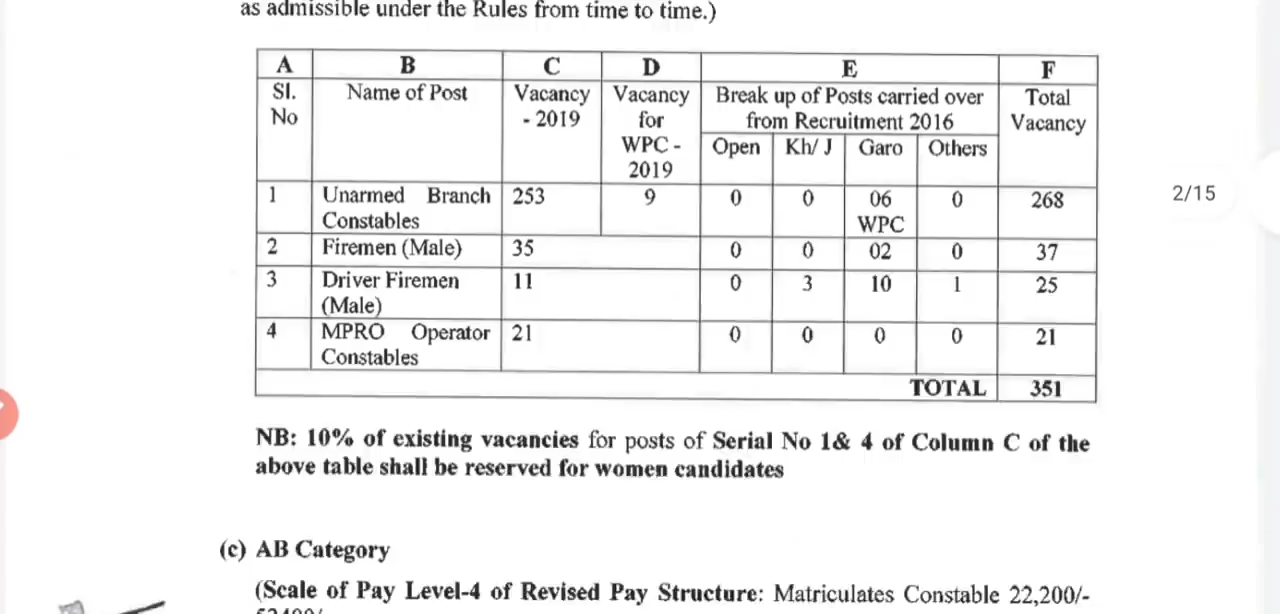 as admissible under the Rules from time to time.)
A B C D E F
Sl. No Name of Post Vacancy - 2019 Vacancy for WPC - 2019 Break up of Posts carried over from Recruitment 2016 Total Vacancy
Open Kh/ J Garo Others
1 Unarmed Branch Constables 253 9 0 0 06 WPC 0 268
2 Firemen (Male) 35 0 0 02 0 37
3 Driver Firemen (Male) 11 0 3 10 1 25
4 MPRO Operator Constables 21 0 0 0 0 21
TOTAL 351
2/15
NB: 10% of existing vacancies for posts of Serial No 1& 4 of Column C of the
above table shall be reserved for women candidates
(c) AB Category
(Scale of Pay Level-4 of Revised Pay Structure: Matriculates Constable 22,200/-